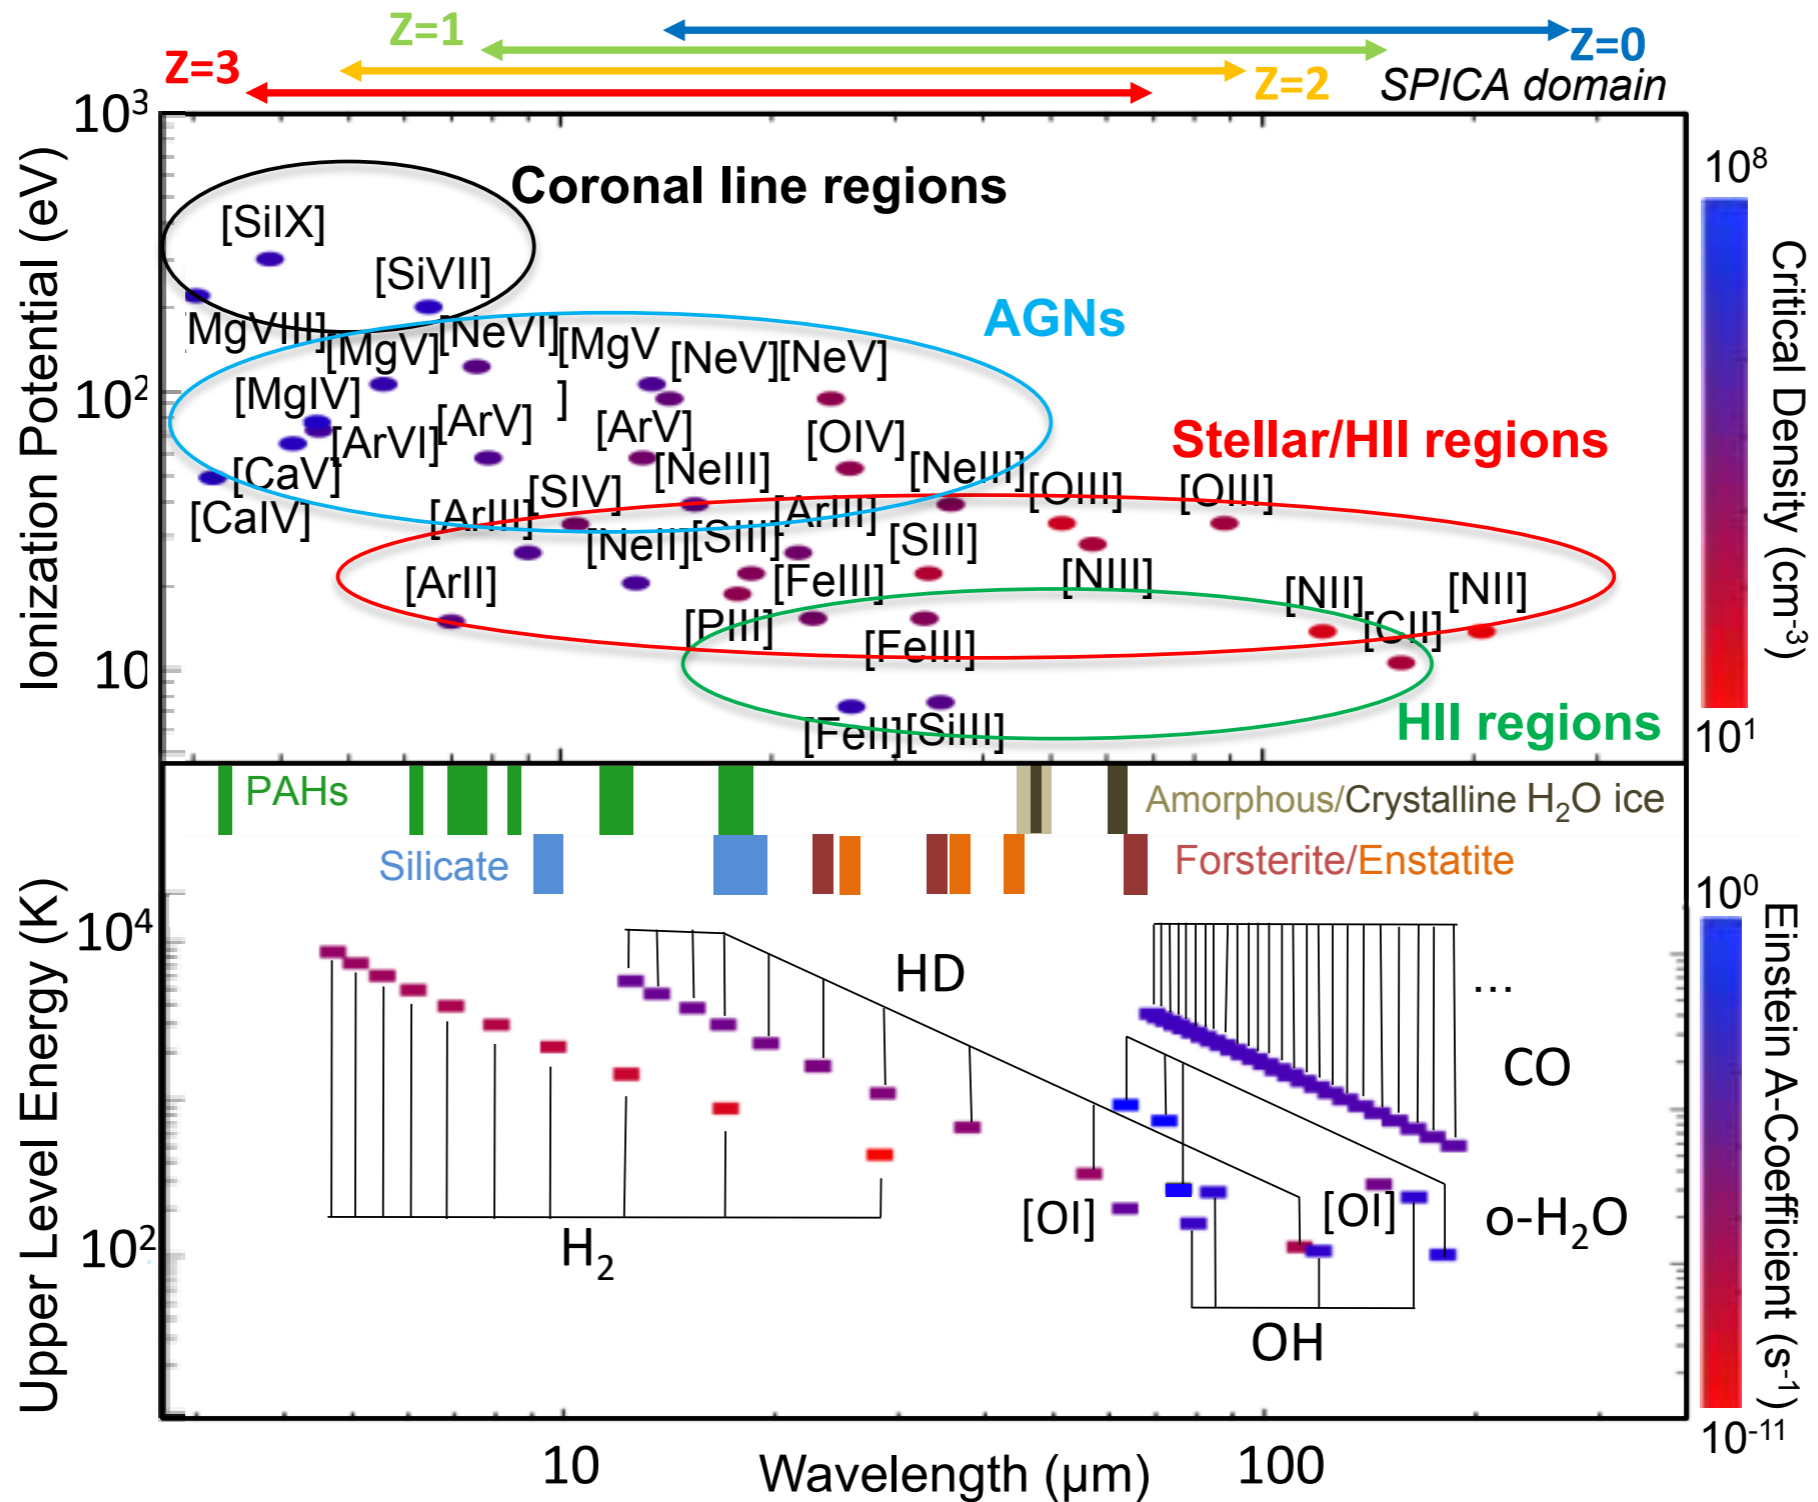 Z=1
Z=0
Z=3
Z=2
SPICA domain
10³
Ionization Potential (eV)
Coronal line regions
10⁸
[SiIX]
[SiVII]
AGNs
MgVIII]
[MgV]
[NeVI]
[MgV
]
[NeV]
[NeV]
10²
[MgIV]
[ArVI]
[ArV]
[ArV]
[OIV]
Stellar/HII regions
Critical Density (cm⁻³)
[CaV]
[CaIV]
[SIV]
[NeIII]
[NeIII]
[OIII]
[OIII]
[ArIII]
[NeII]
[SIII]
[ArIII]
[SIII]
[ArII]
[FeIII]
[NIII]
[NII]
[NII]
[PIII]
[FeIII]
[CII]
10
[FeII]
[SiIII]
HII regions
10¹
PAHs
Amorphous/Crystalline H₂O ice
Silicate
Forsterite/Enstatite
10⁰
Upper Level Energy (K)
10⁴
HD
...
CO
[OI]
[OI]
o-H₂O
10²
H₂
OH
Einstein A-Coefficient (s⁻¹)
10⁻¹¹
10
Wavelength (μm)
100